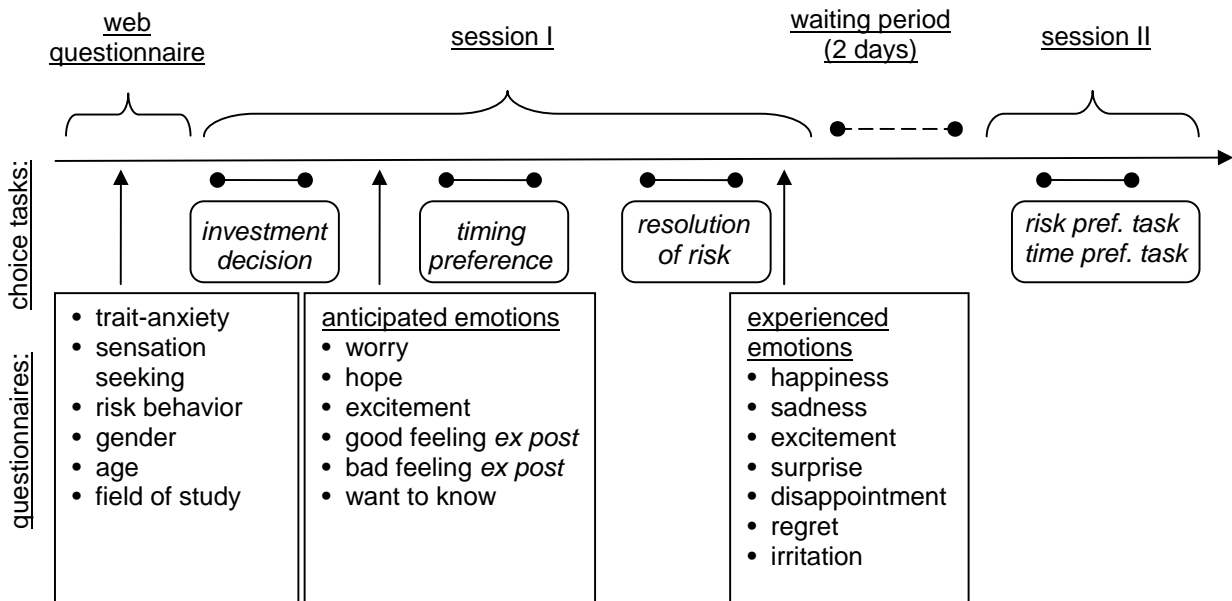 web
questionnaire
session I
waiting period
(2 days)
session II
choice tasks:
investment
decision
timing
preference
resolution
of risk
risk pref. task
time pref. task
questionnaires:
• trait-anxiety
• sensation
seeking
• risk behavior
• gender
• age
• field of study
anticipated emotions
• worry
• hope
• excitement
• good feeling ex post
• bad feeling ex post
• want to know
experienced
emotions
• happiness
• sadness
• excitement
• surprise
• disappointment
• regret
• irritation